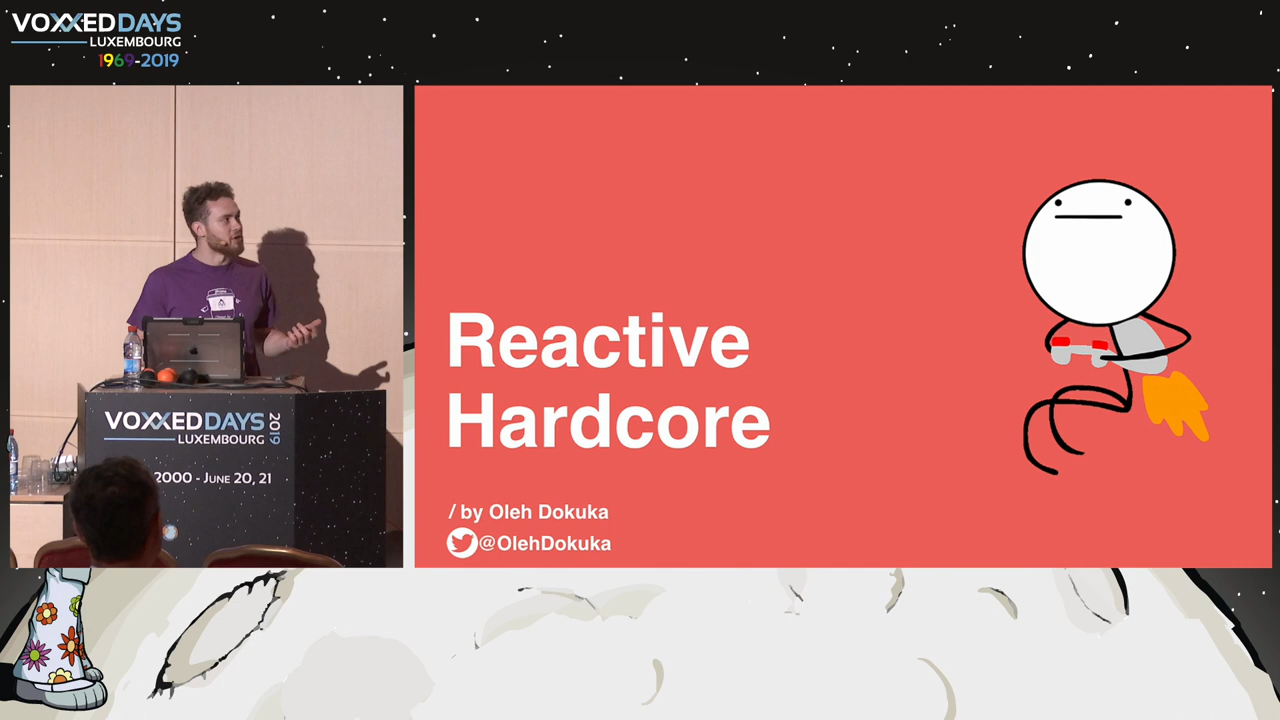 VOXXEDDAYS
LUXEMBOURG
1969-2019
VOXXEDDAYS 2019
LUXEMBOURG
2000 - JUNE 20, 21
Reactive
Hardcore
/ by Oleh Dokuka
@OlehDokuka